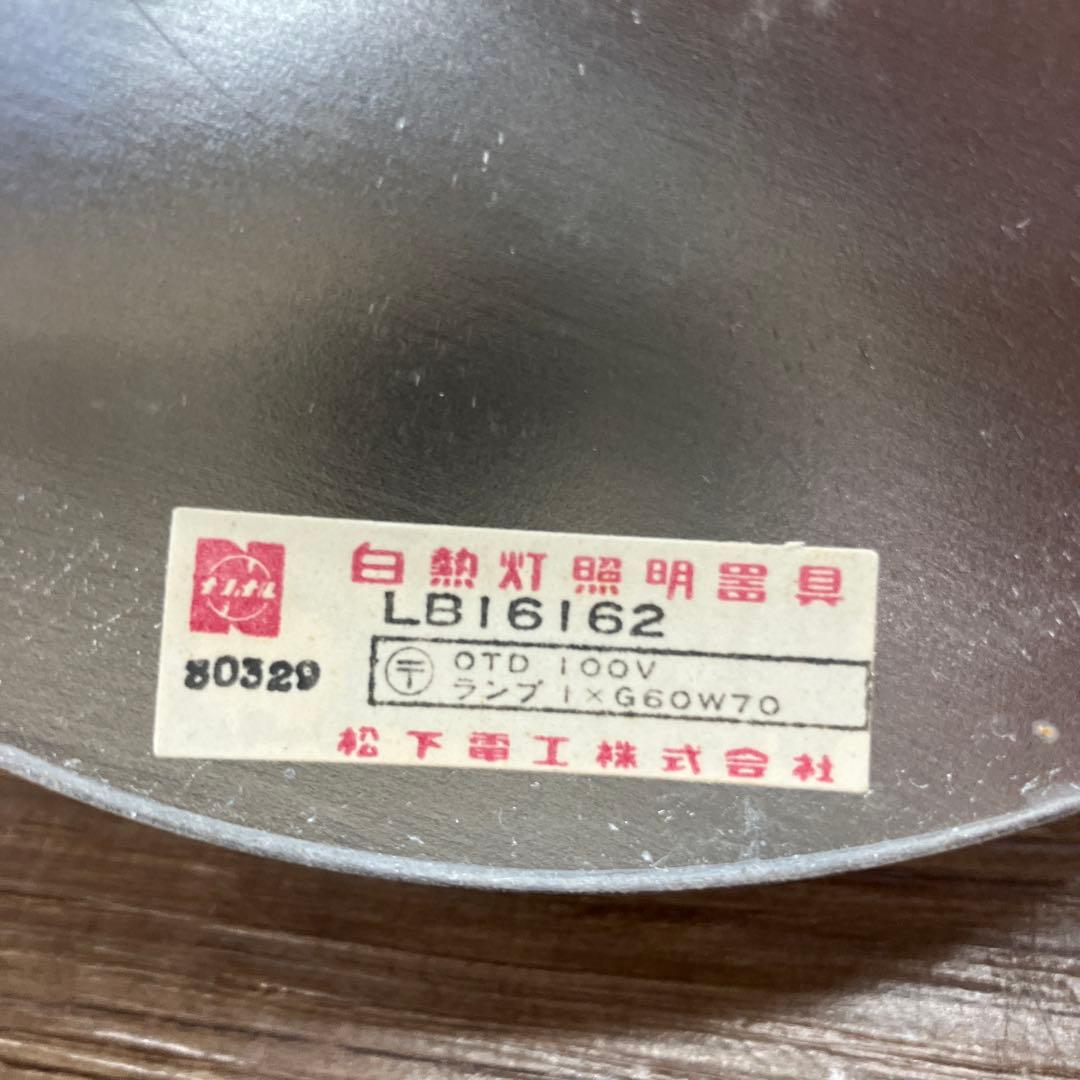 ナショナル
白熱灯照明器具
LB16162
80329
〒 OTD 100V
ランプ 1×G60W70
松下電工株式会社